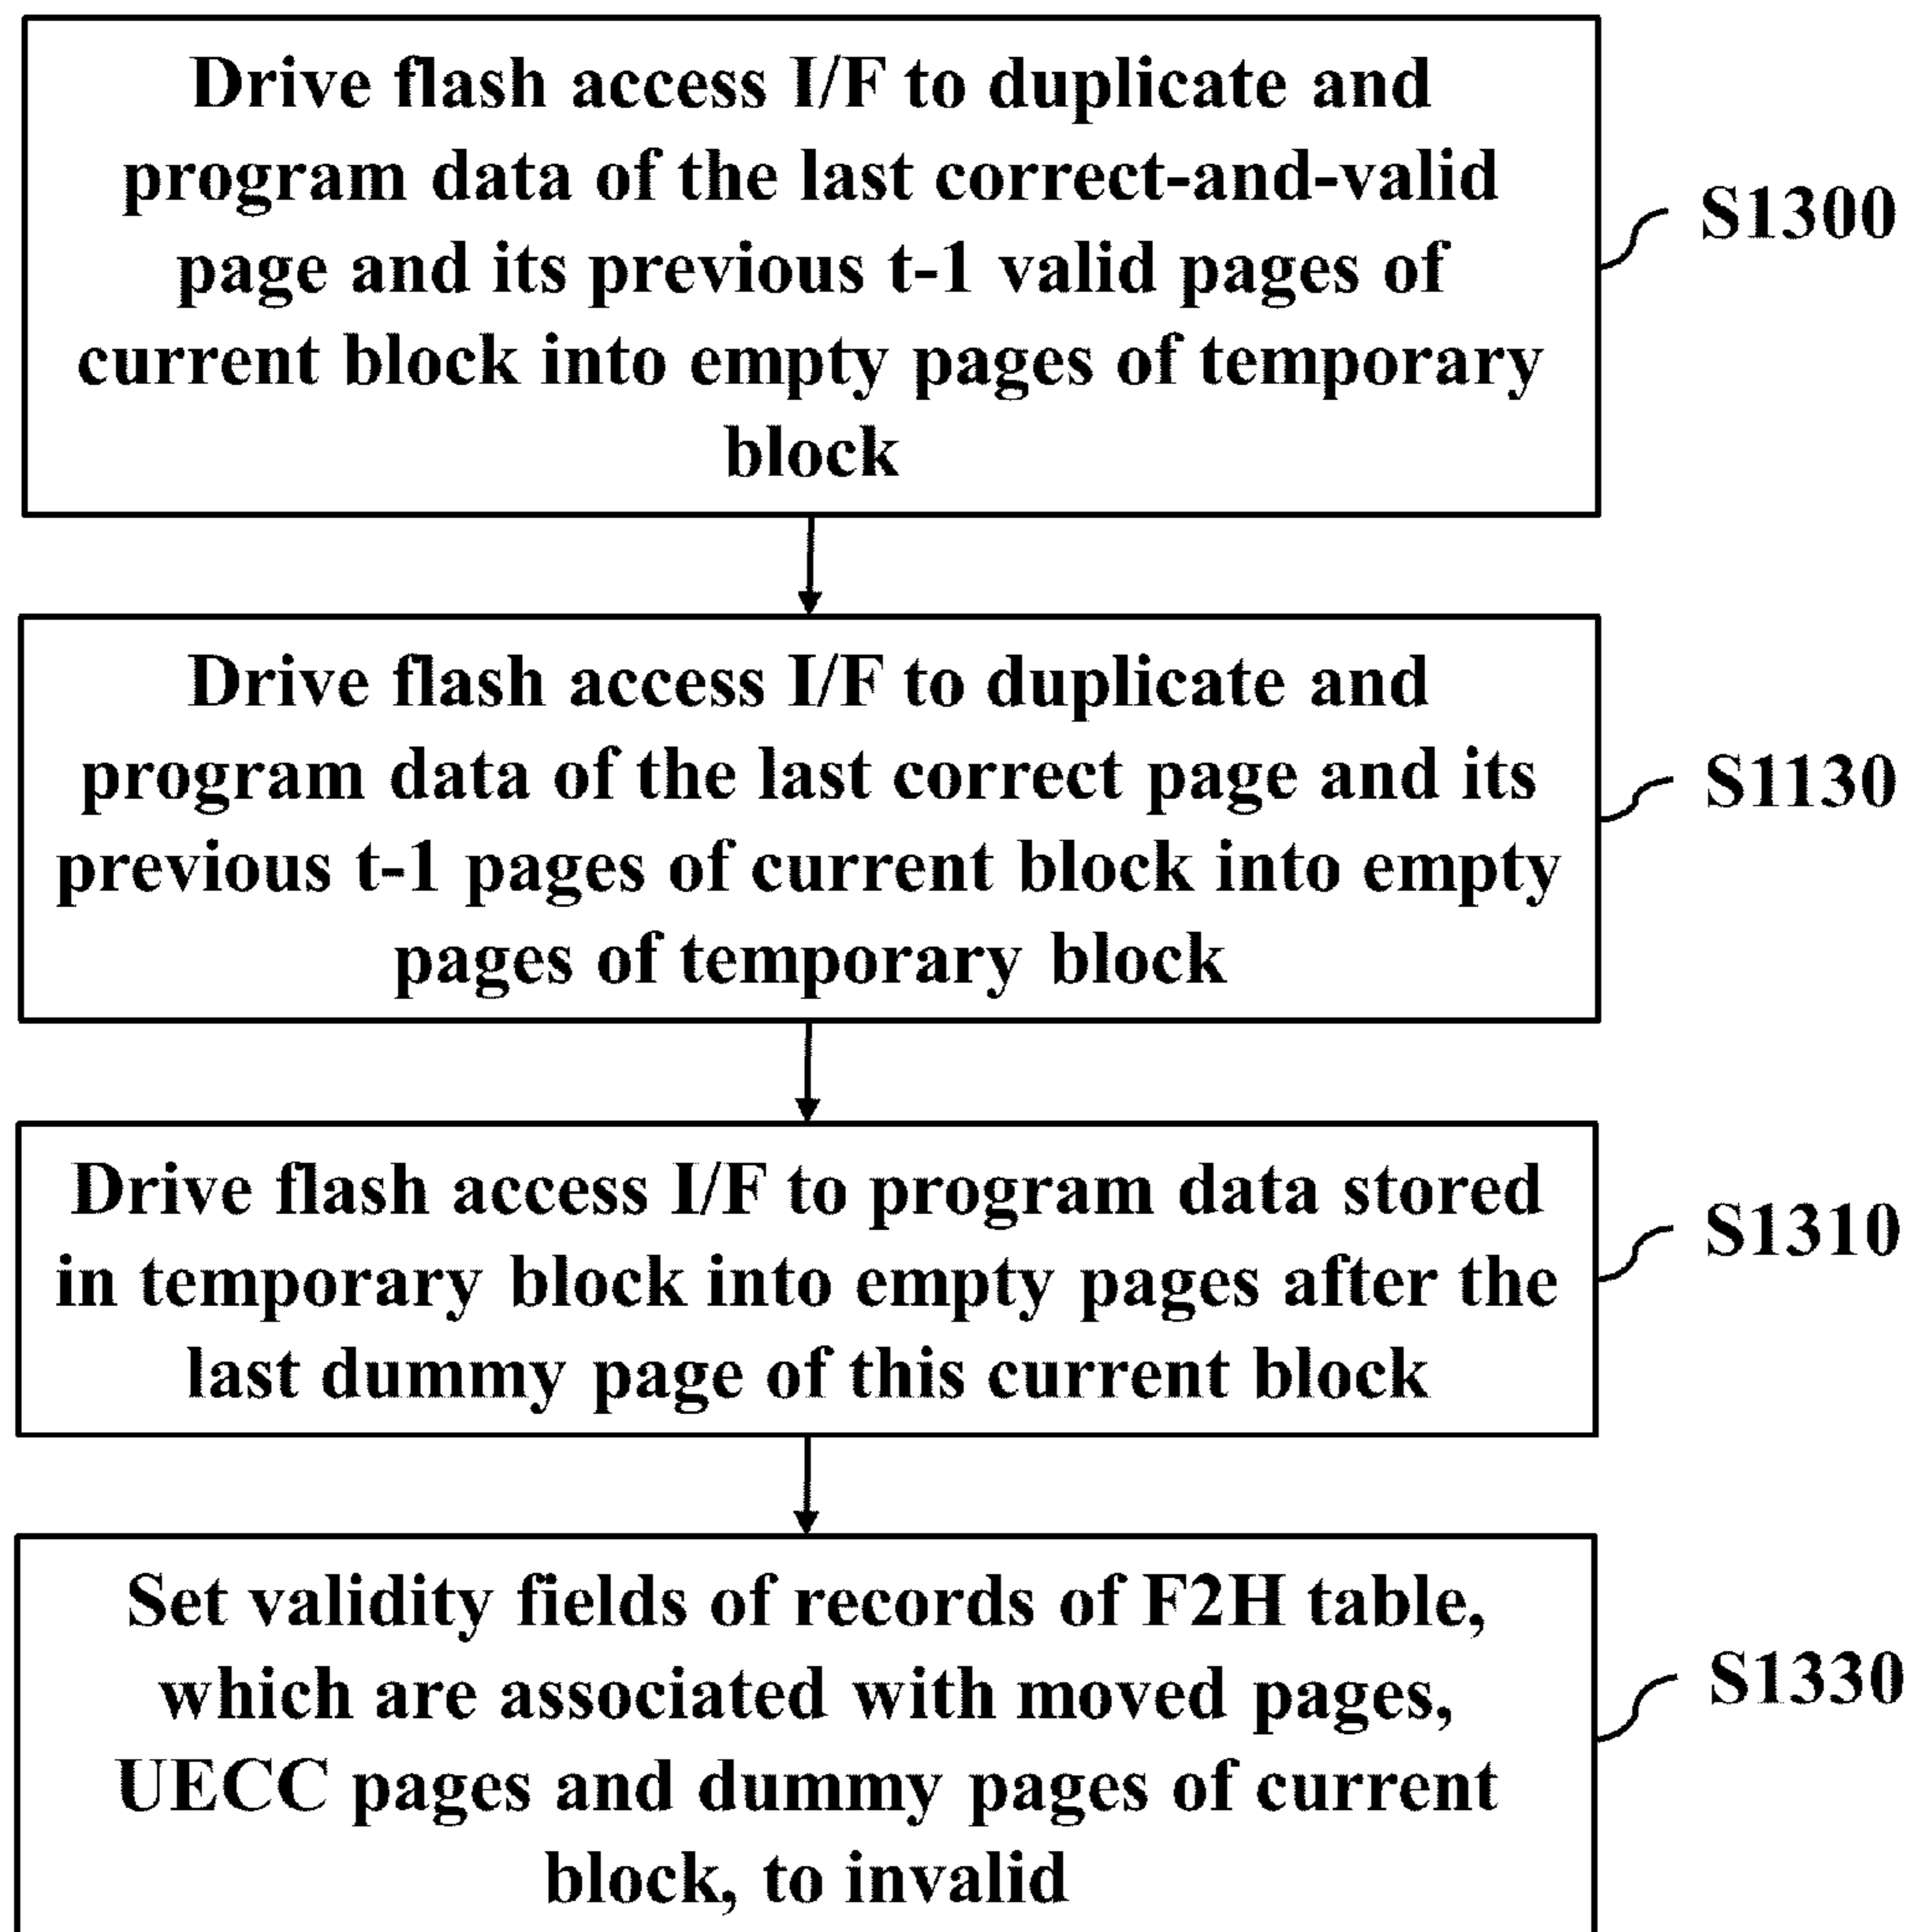 Drive flash access I/F to duplicate and
program data of the last correct-and-valid
page and its previous t-1 valid pages of
current block into empty pages of temporary
block
S1300
Drive flash access I/F to duplicate and
program data of the last correct page and its
previous t-1 pages of current block into empty
pages of temporary block
S1130
Drive flash access I/F to program data stored
in temporary block into empty pages after the
last dummy page of this current block
S1310
Set validity fields of records of F2H table,
which are associated with moved pages,
UECC pages and dummy pages of current
block, to invalid
S1330